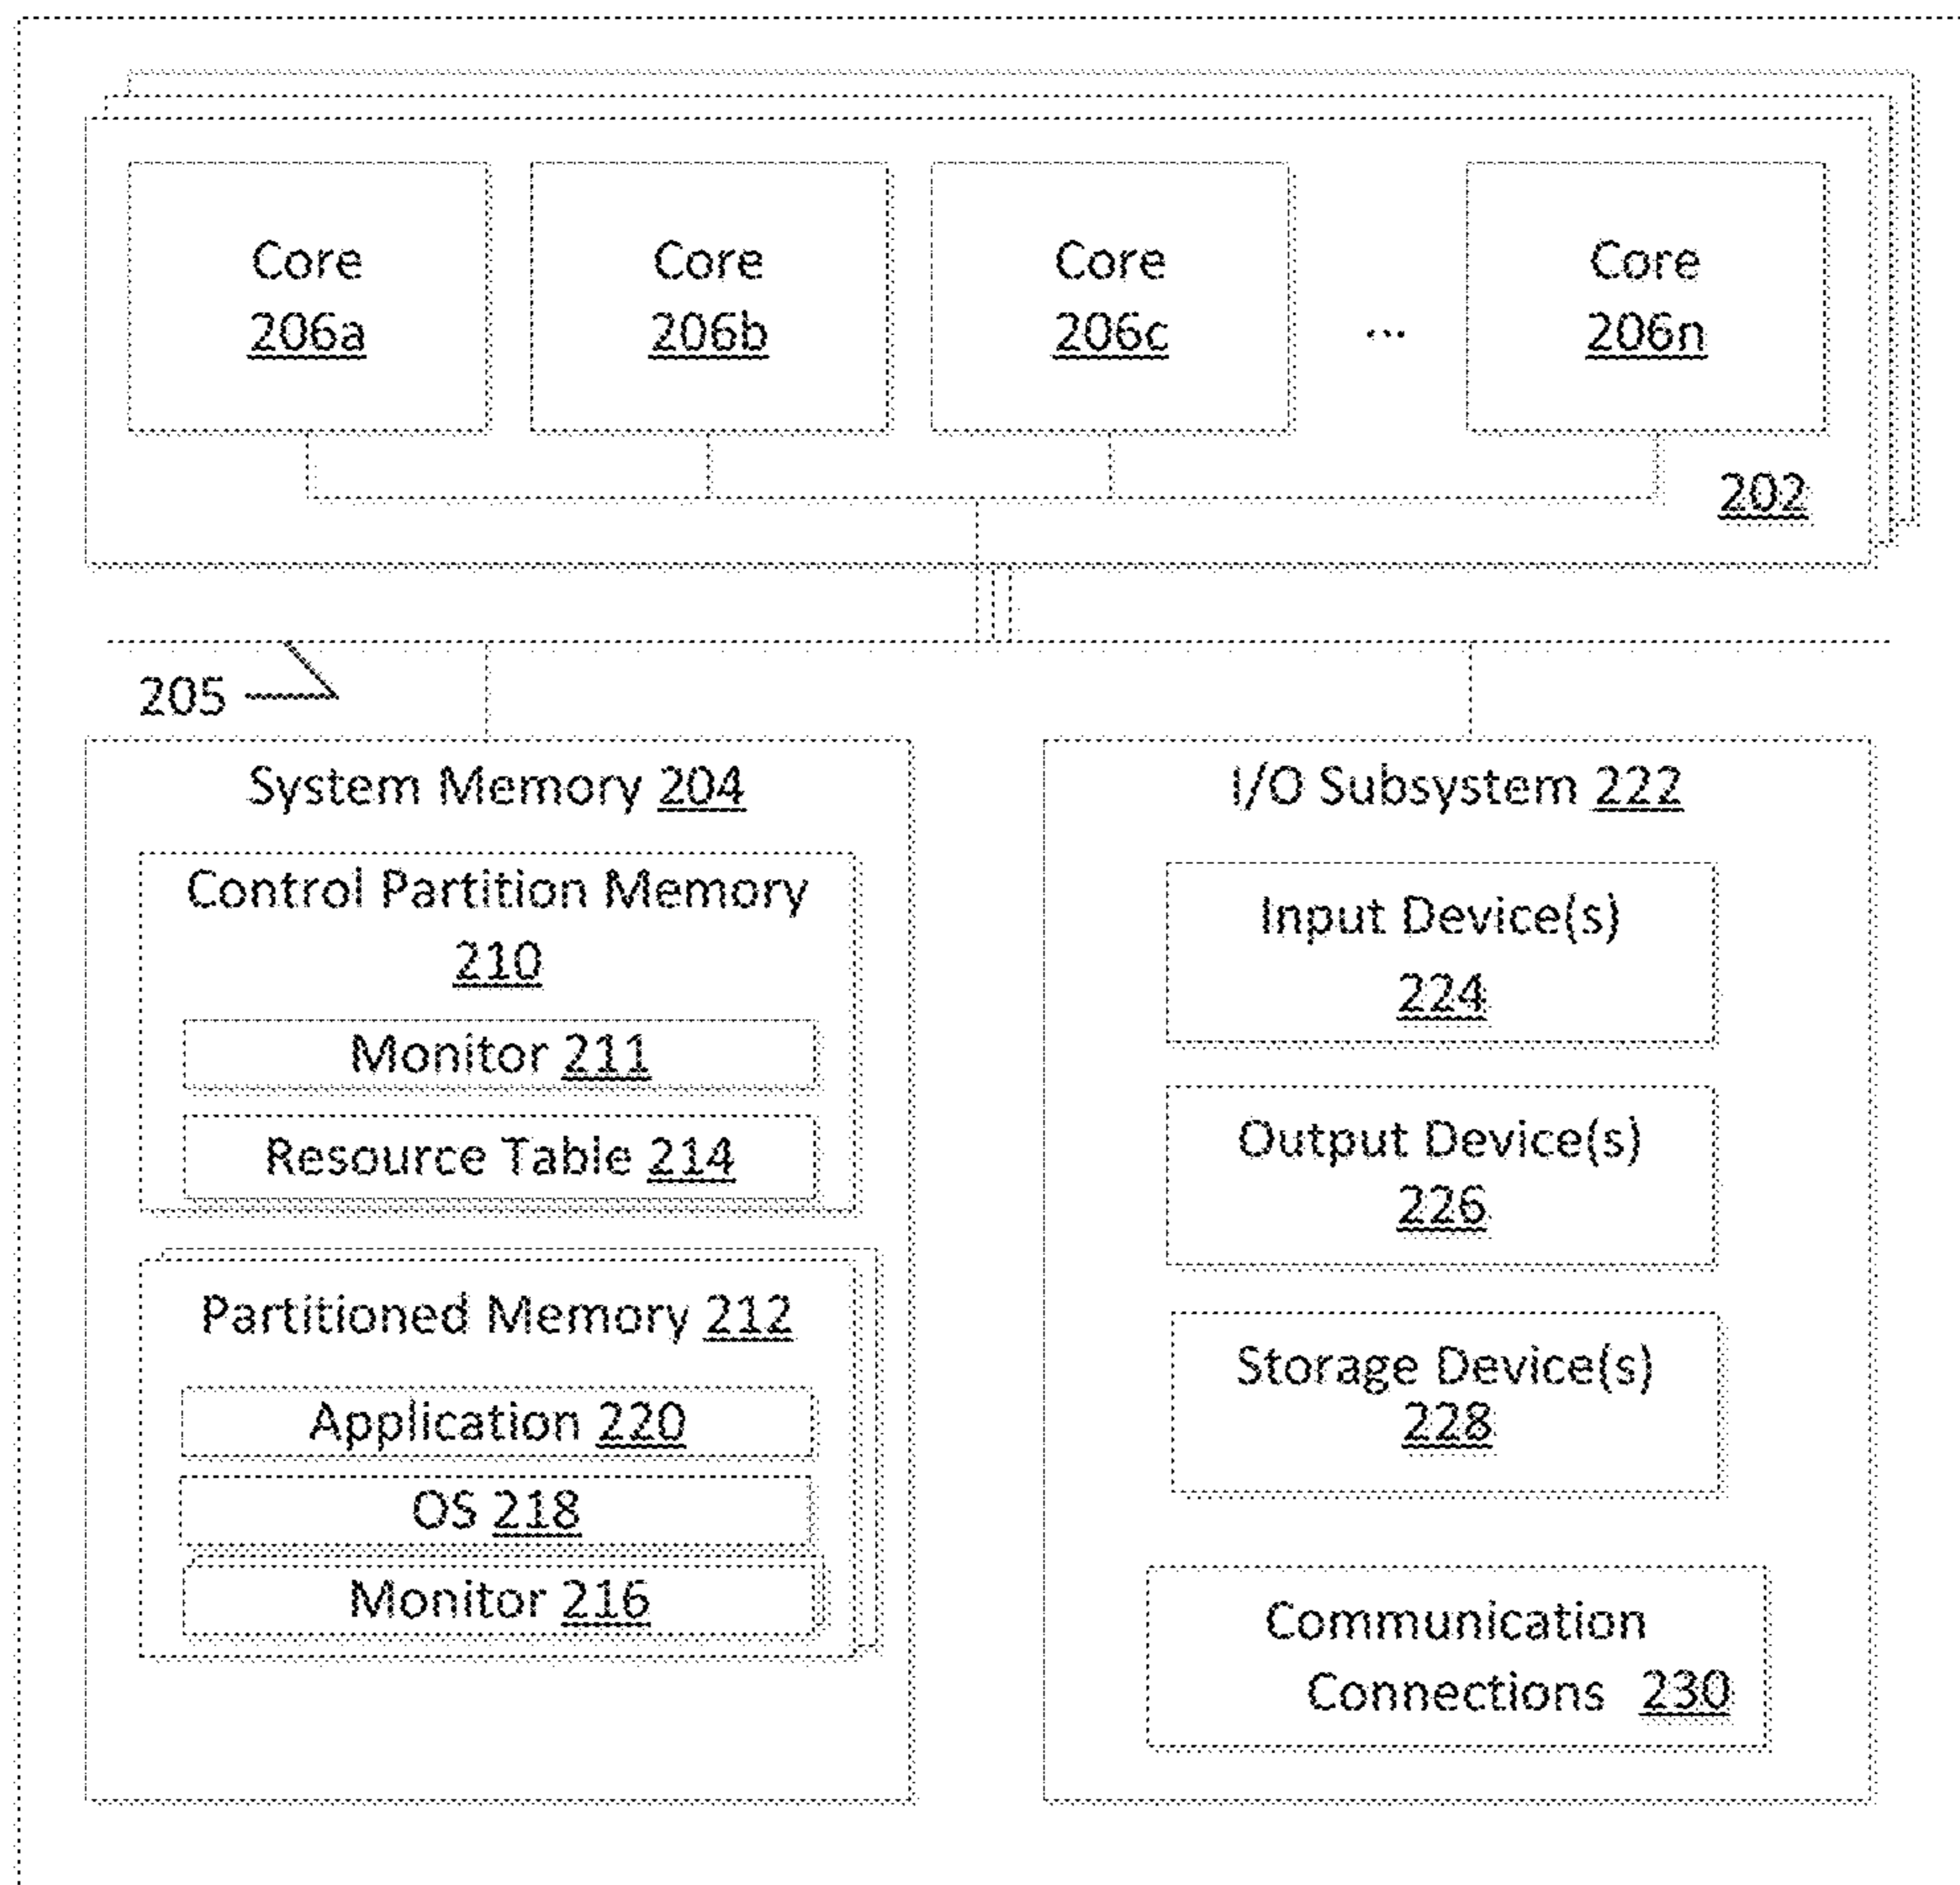 Core
206a
Core
206b
Core
206c
...
Core
206n
202
205
System Memory 204
Control Partition Memory
210
Monitor 211
Resource Table 214
Partitioned Memory 212
Application 220
OS 218
Monitor 216
I/O Subsystem 222
Input Device(s)
224
Output Device(s)
226
Storage Device(s)
228
Communication
Connections 230